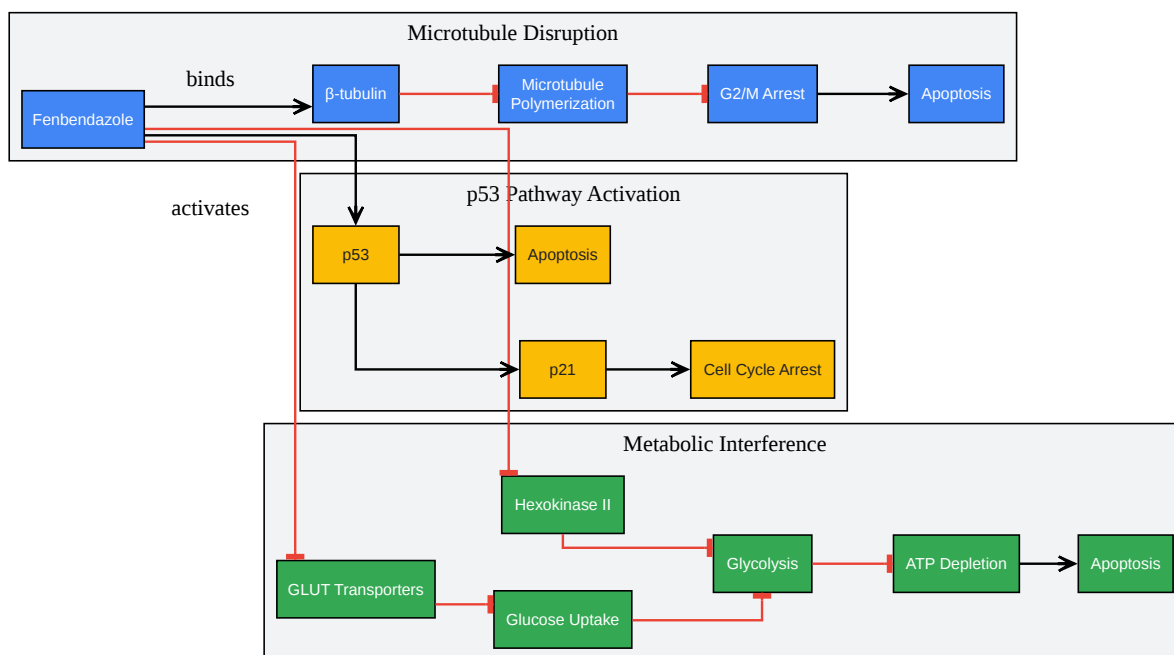 Microtubule Disruption
binds
Fenbendazole
β-tubulin
Microtubule
Polymerization
G2/M Arrest
Apoptosis
activates
p53 Pathway Activation
p53
Apoptosis
p21
Cell Cycle Arrest
Metabolic Interference
Hexokinase II
GLUT Transporters
Glucose Uptake
Glycolysis
ATP Depletion
Apoptosis